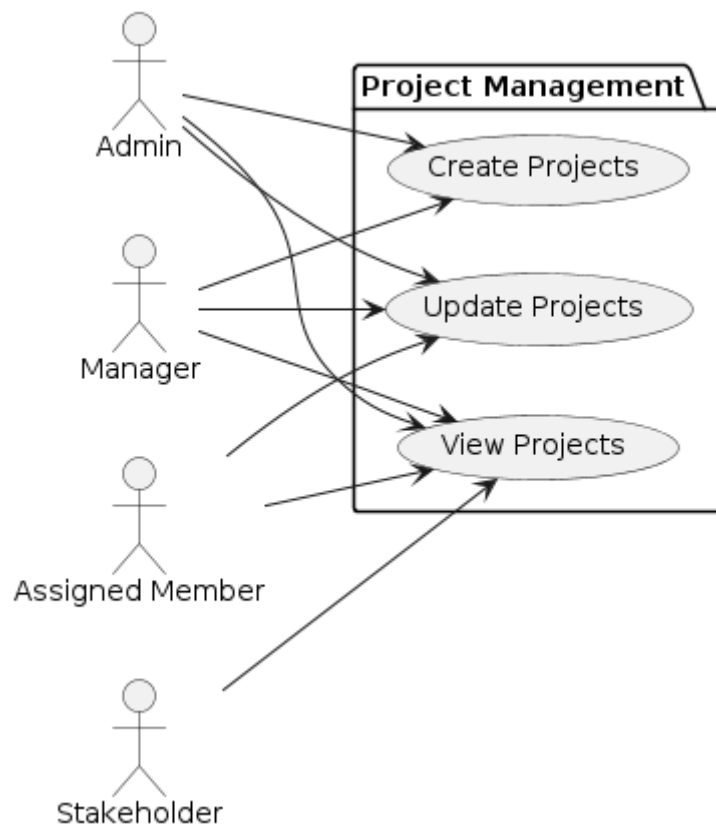 Admin
Project Management
Create Projects
Manager
Update Projects
View Projects
Assigned Member
Stakeholder